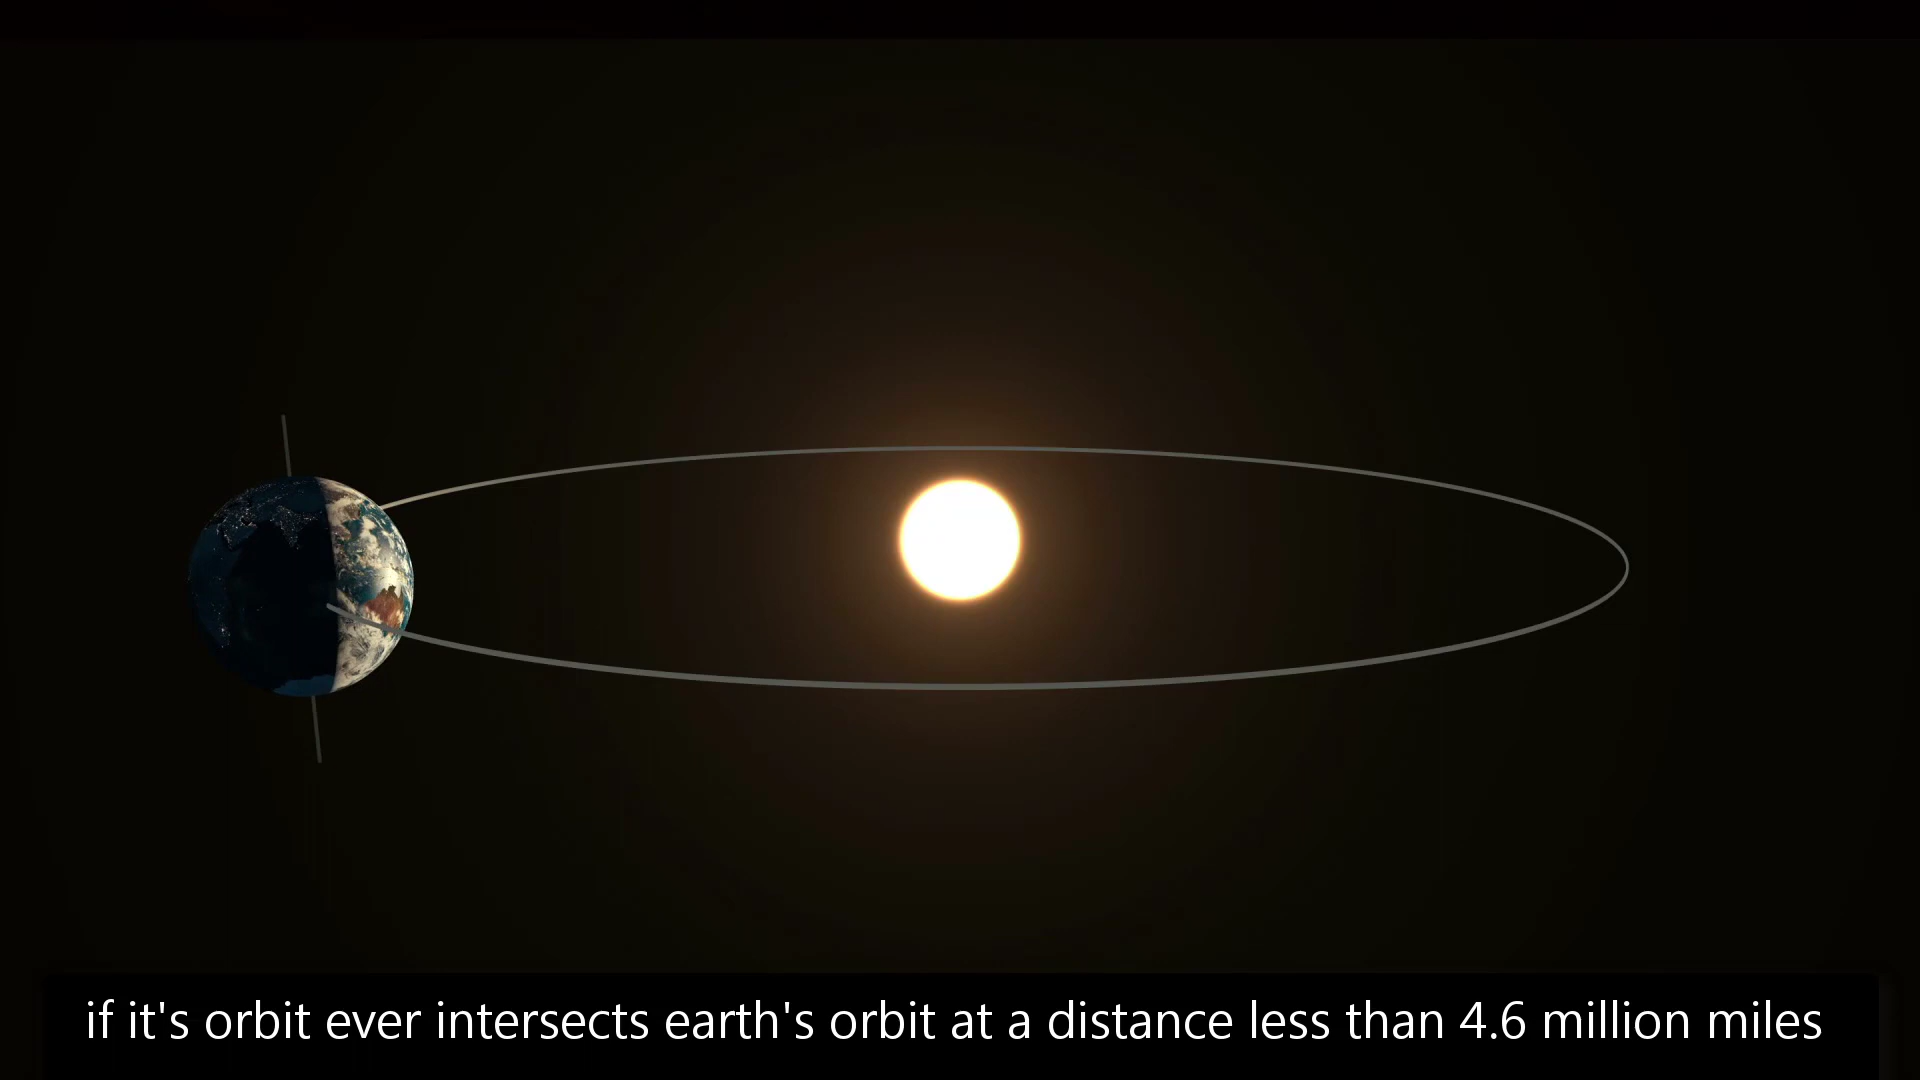 if it's orbit ever intersects earth's orbit at a distance less than 4.6 million miles